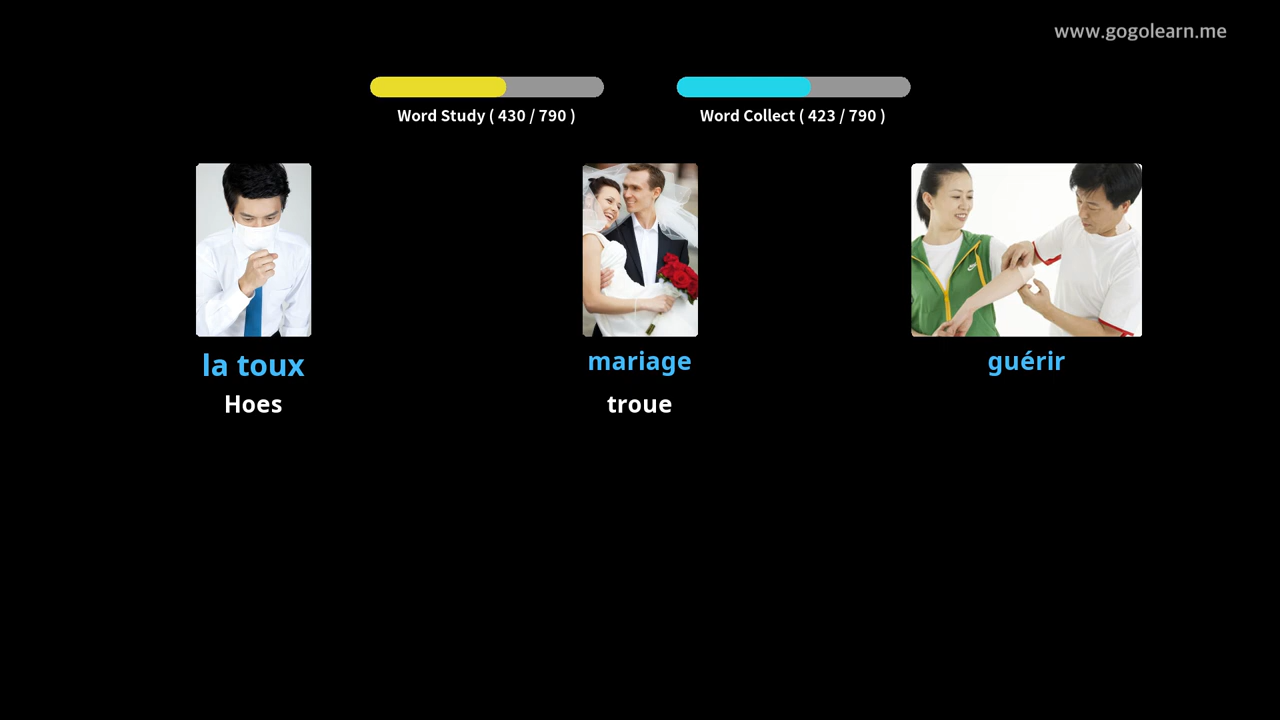 www.gogolearn.me
Word Study ( 430 / 790 )
Word Collect ( 423 / 790 )
la toux
mariage
guérir
Hoes
troue